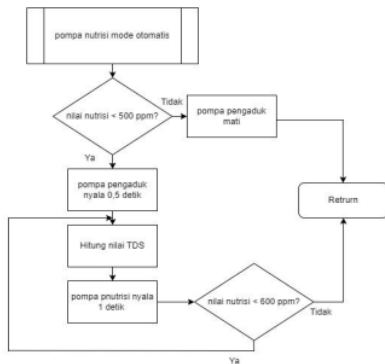 pompa nutrisi mode otomatis
nilai nutrisi < 500 ppm?
Tidak
pompa pengaduk
mati
Ya
pompa pengaduk
nyala 0,5 detik
Retrurn
Hitung nilai TDS
pompa pnutrisi nyala
1 detik
nilai nutrisi < 600 ppm?
Tidak
Ya